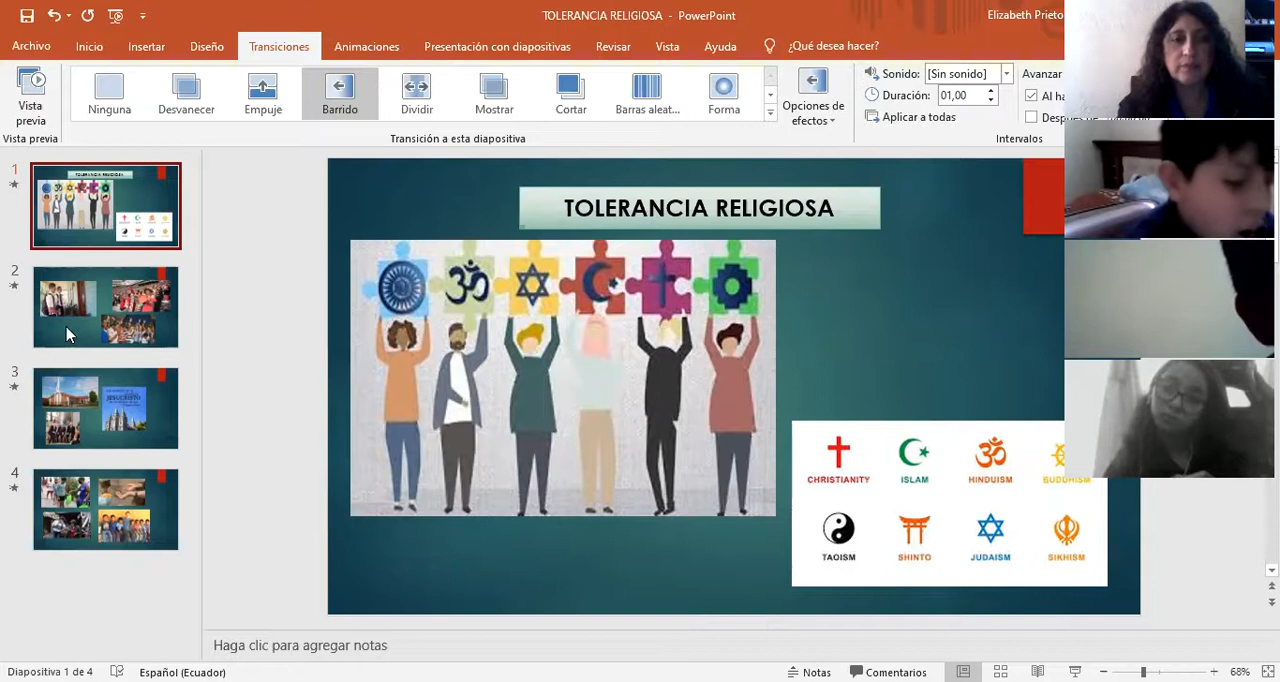 TOLERANCIA RELIGIOSA - PowerPoint
Elizabeth Prieto
Archivo Inicio Insertar Diseño Transiciones Animaciones Presentación con diapositivas Revisar Vista Ayuda ¿Qué desea hacer?
Vista previa
Ninguna Desvanecer Empuje Barrido Dividir Mostrar Cortar Barras aleat... Forma
Opciones de efectos
Sonido: [Sin sonido]
Duración: 01,00
Aplicar a todas
Avanzar
Al ha
Vista previa Transición a esta diapositiva Intervalos
1
2
3
4
TOLERANCIA RELIGIOSA
CHRISTIANITY ISLAM HINDUISM BUDDHISM
TAOISM SHINTO JUDAISM SIKHISM
Haga clic para agregar notas
Diapositiva 1 de 4 Español (Ecuador) Notas Comentarios 68%